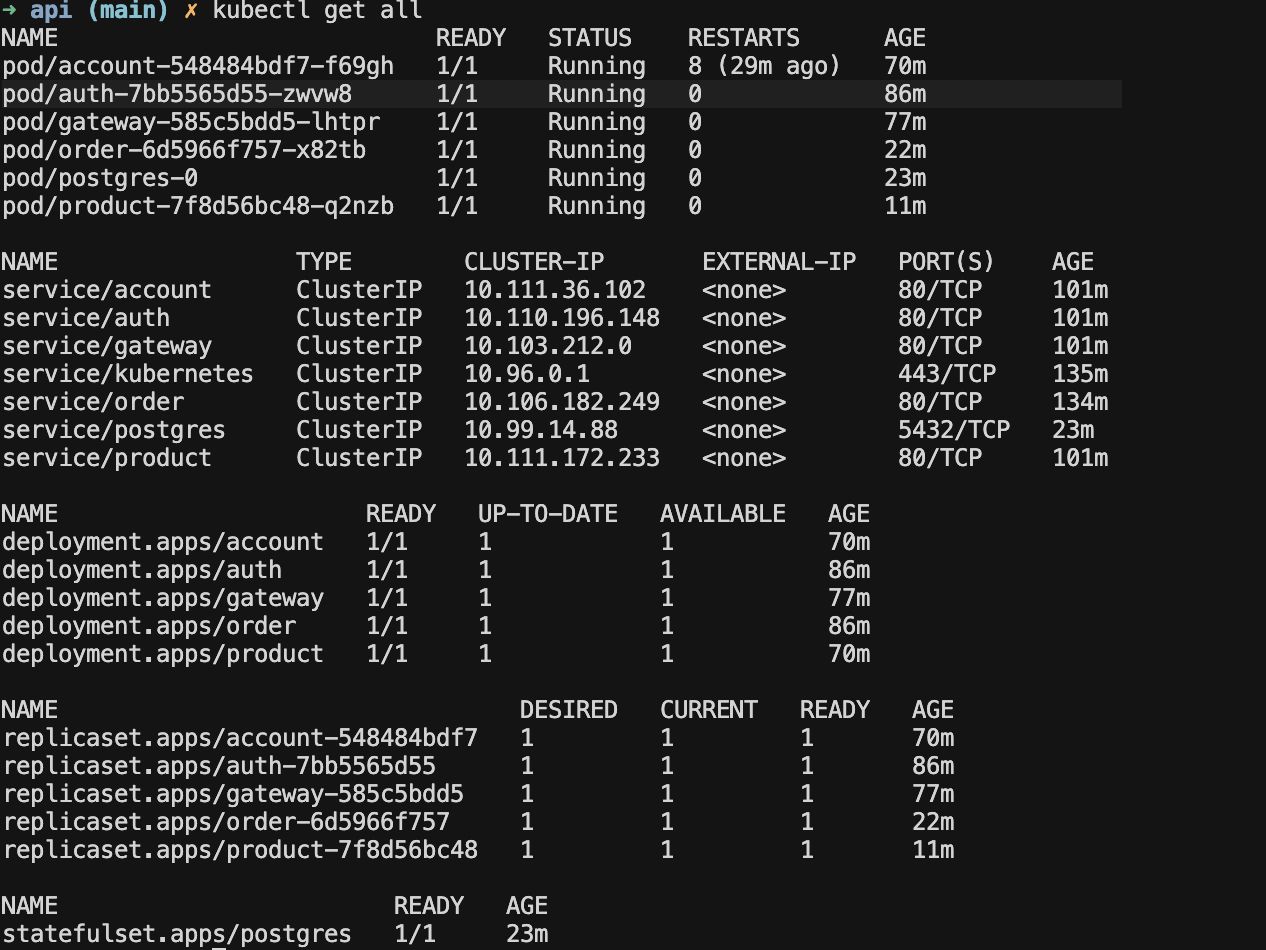 → api (main) ✗ kubectl get all
NAME                           READY   STATUS    RESTARTS      AGE
pod/account-548484bdf7-f69gh   1/1     Running   8 (29m ago)   70m
pod/auth-7bb5565d55-zwvw8      1/1     Running   0             86m
pod/gateway-585c5bdd5-lhtpr    1/1     Running   0             77m
pod/order-6d5966f757-x82tb     1/1     Running   0             22m
pod/postgres-0                 1/1     Running   0             23m
pod/product-7f8d56bc48-q2nzb   1/1     Running   0             11m

NAME                 TYPE        CLUSTER-IP       EXTERNAL-IP   PORT(S)    AGE
service/account      ClusterIP   10.111.36.102    <none>        80/TCP     101m
service/auth         ClusterIP   10.110.196.148   <none>        80/TCP     101m
service/gateway      ClusterIP   10.103.212.0     <none>        80/TCP     101m
service/kubernetes   ClusterIP   10.96.0.1        <none>        443/TCP    135m
service/order        ClusterIP   10.106.182.249   <none>        80/TCP     134m
service/postgres     ClusterIP   10.99.14.88      <none>        5432/TCP   23m
service/product      ClusterIP   10.111.172.233   <none>        80/TCP     101m

NAME                      READY   UP-TO-DATE   AVAILABLE   AGE
deployment.apps/account   1/1     1            1           70m
deployment.apps/auth      1/1     1            1           86m
deployment.apps/gateway   1/1     1            1           77m
deployment.apps/order     1/1     1            1           86m
deployment.apps/product   1/1     1            1           70m

NAME                                 DESIRED   CURRENT   READY   AGE
replicaset.apps/account-548484bdf7   1         1         1       70m
replicaset.apps/auth-7bb5565d55      1         1         1       86m
replicaset.apps/gateway-585c5bdd5    1         1         1       77m
replicaset.apps/order-6d5966f757     1         1         1       22m
replicaset.apps/product-7f8d56bc48   1         1         1       11m

NAME                        READY   AGE
statefulset.apps/postgres   1/1     23m